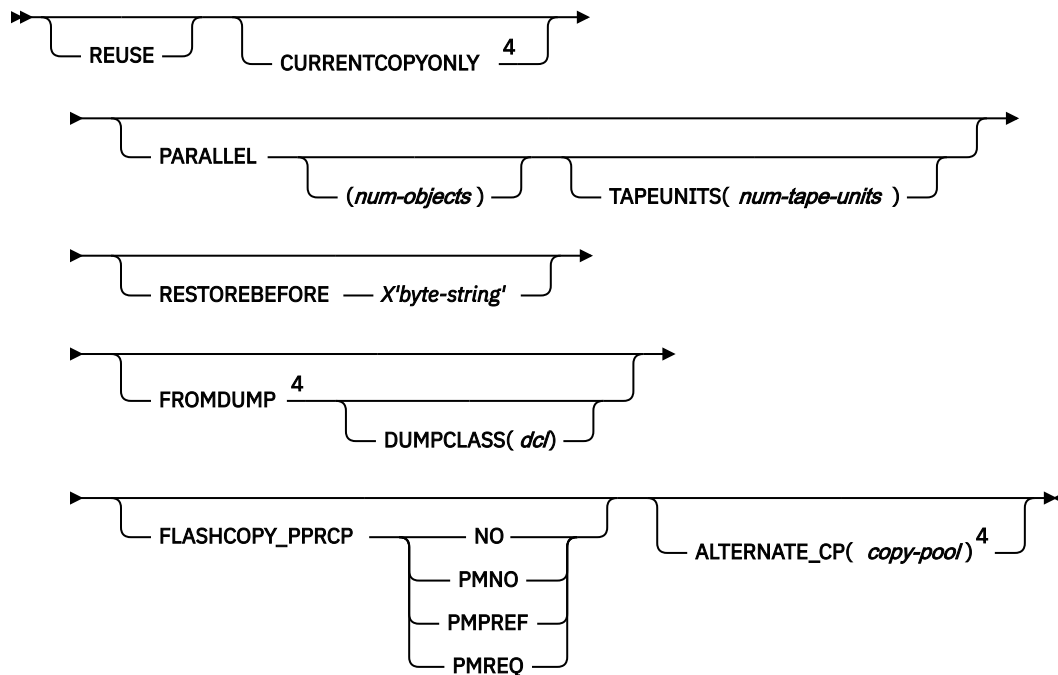 REUSE
CURRENTCOPYONLY 4
PARALLEL
(num-objects)
TAPEUNITS( num-tape-units )
RESTOREBEFORE X'byte-string'
FROMDUMP 4
DUMPCLASS( dcl)
FLASHCOPY_PPRCP
NO
PMNO
PMPREF
PMREQ
ALTERNATE_CP( copy-pool) 4